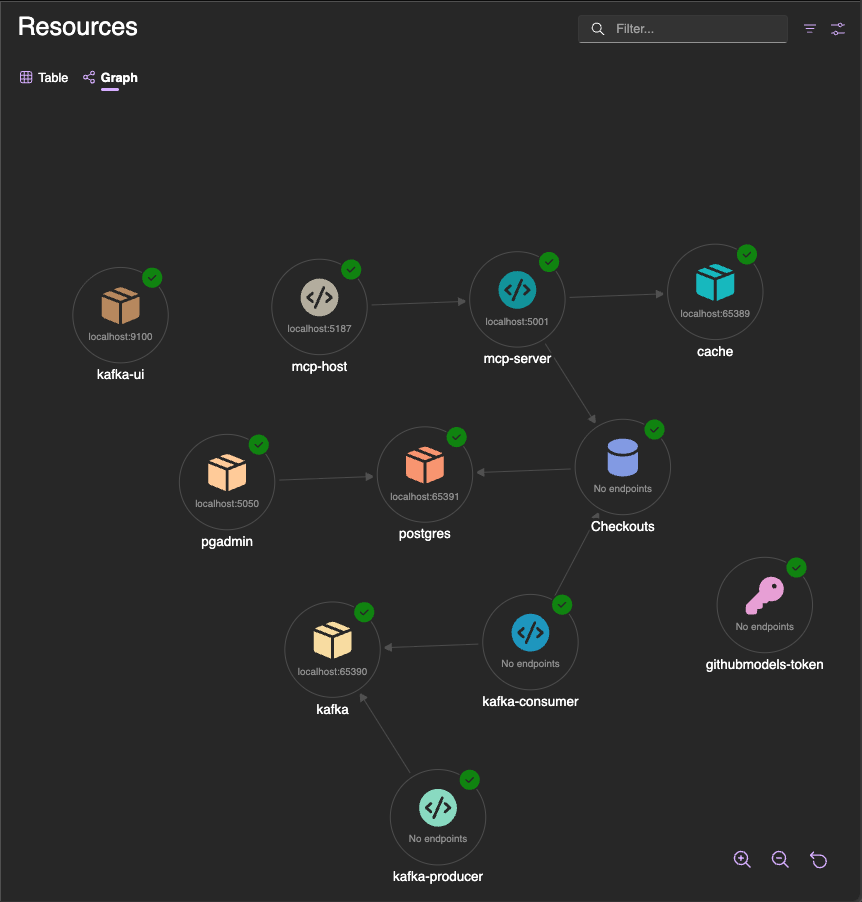 Resources
Filter...
Table
Graph
localhost:9100
kafka-ui
localhost:5187
mcp-host
localhost:5001
mcp-server
localhost:65389
cache
localhost:5050
pgadmin
localhost:65391
postgres
No endpoints
Checkouts
No endpoints
githubmodels-token
localhost:65390
kafka
No endpoints
kafka-consumer
No endpoints
kafka-producer